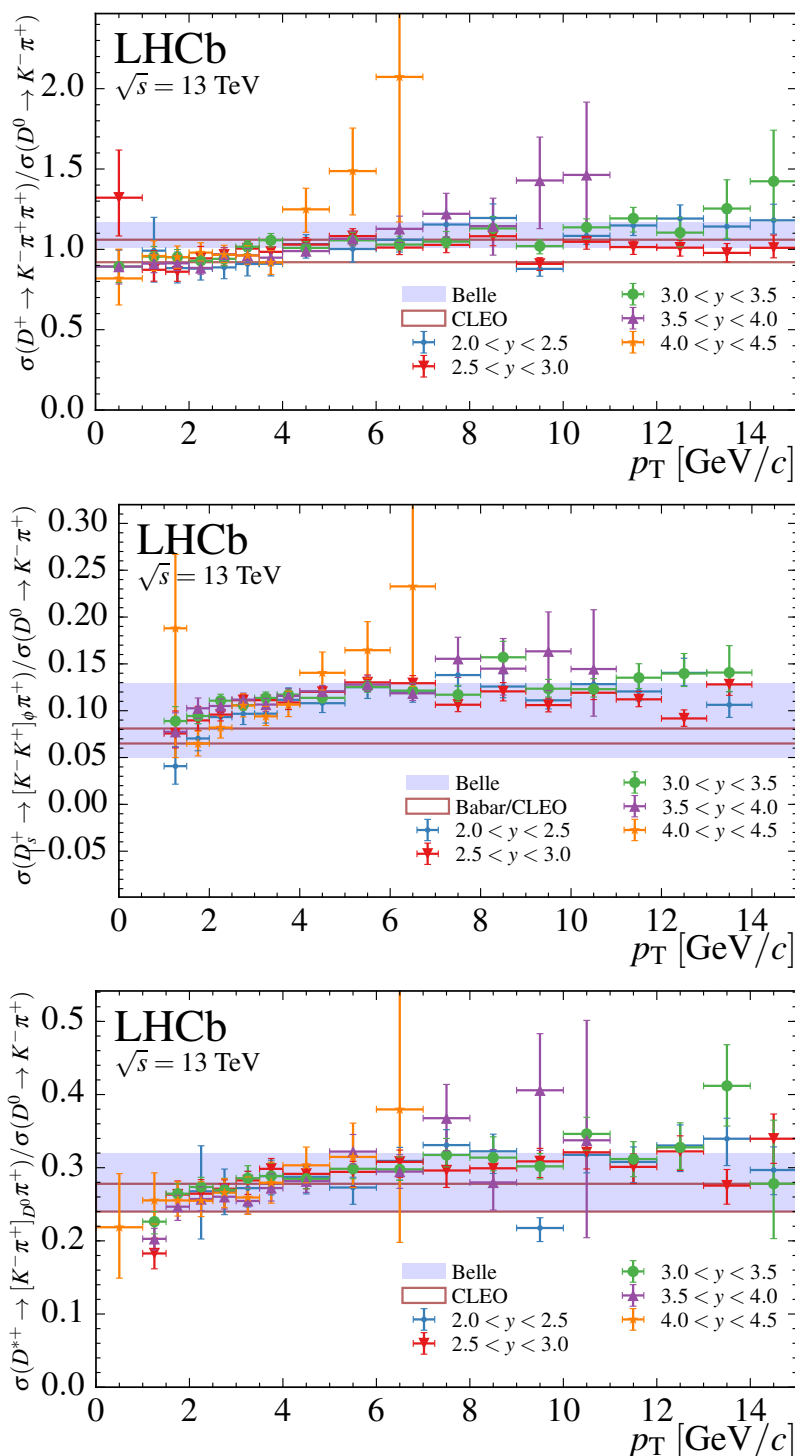 LHCb
√s = 13 TeV
σ(D⁺ → K⁻π⁺π⁺)/σ(D⁰ → K⁻π⁺)
2.0
1.5
1.0
0.5
0.0
Belle
CLEO
2.0 < y < 2.5
2.5 < y < 3.0
3.0 < y < 3.5
3.5 < y < 4.0
4.0 < y < 4.5
0 2 4 6 8 10 12 14
p_T [GeV/c]
LHCb
√s = 13 TeV
σ(D_s⁺ → [K⁻K⁺]_ϕ π⁺)/σ(D⁰ → K⁻π⁺)
0.30
0.25
0.20
0.15
0.10
0.05
0.00
−0.05
Belle
Babar/CLEO
2.0 < y < 2.5
2.5 < y < 3.0
3.0 < y < 3.5
3.5 < y < 4.0
4.0 < y < 4.5
0 2 4 6 8 10 12 14
p_T [GeV/c]
LHCb
√s = 13 TeV
σ(D*⁺ → [K⁻π⁺]_D⁰ π⁺)/σ(D⁰ → K⁻π⁺)
0.5
0.4
0.3
0.2
0.1
0.0
Belle
CLEO
2.0 < y < 2.5
2.5 < y < 3.0
3.0 < y < 3.5
3.5 < y < 4.0
4.0 < y < 4.5
0 2 4 6 8 10 12 14
p_T [GeV/c]